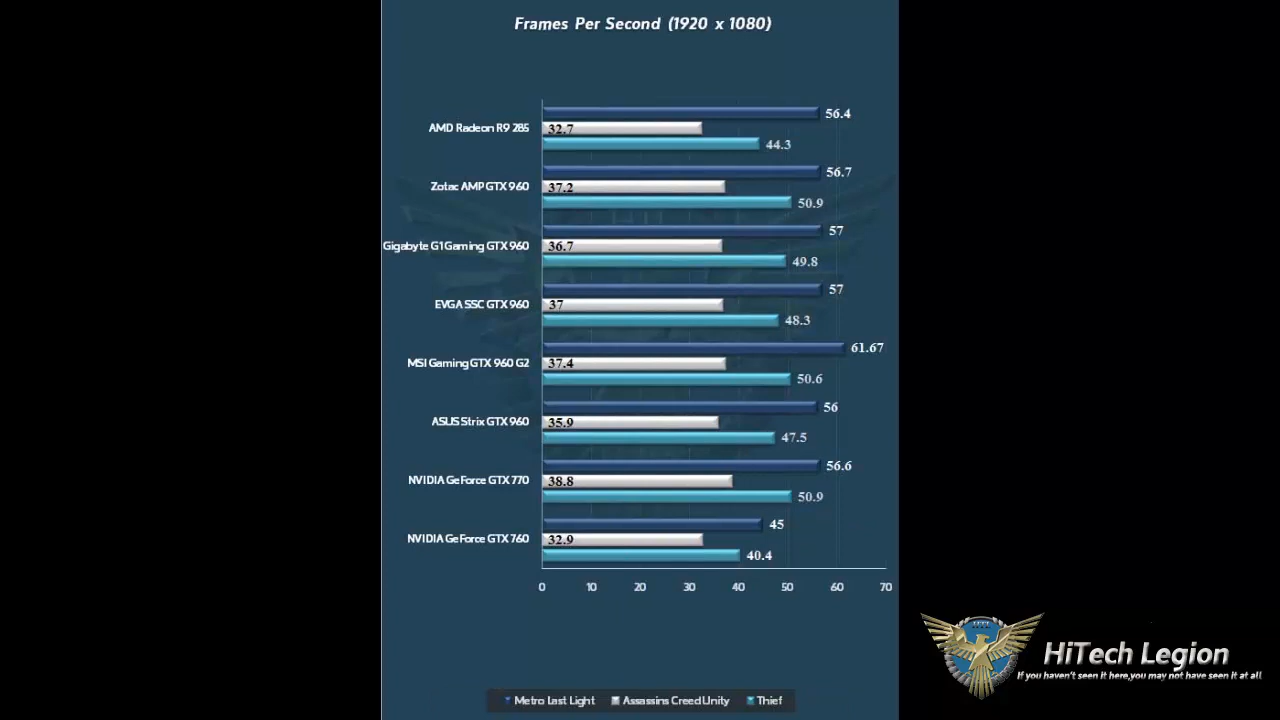 Frames Per Second (1920 x 1080)
AMD Radeon R9 285
56.4
32.7
44.3
Zotac AMP GTX 960
56.7
37.2
50.9
Gigabyte G1 Gaming GTX 960
57
36.7
49.8
EVGA SSC GTX 960
57
37
48.3
MSI Gaming GTX 960 G2
61.67
37.4
50.6
ASUS Strix GTX 960
56
35.9
47.5
NVIDIA GeForce GTX 770
56.6
38.8
50.9
NVIDIA GeForce GTX 760
45
32.9
40.4
0 10 20 30 40 50 60 70
Metro Last Light Assassins Creed Unity Thief
HiTech Legion
If you haven't seen it here, you may not have seen it at all